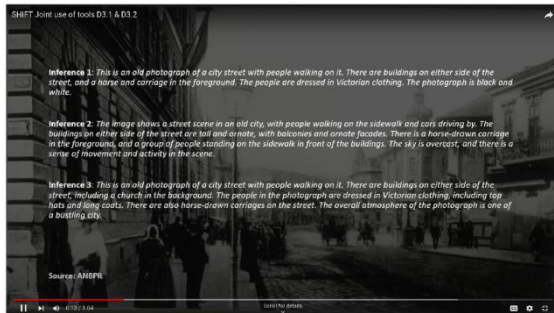 SHIFT Joint use of tools D3.1 & D3.2
Inference 1: This is an old photograph of a city street with people walking on it. There are buildings on either side of the
street, and a horse and carriage in the foreground. The people are dressed in Victorian clothing. The photograph is black and
white.
Inference 2: The image shows a street scene in an old city, with people walking on the sidewalk and cars driving by. The
buildings on either side of the street are tall and ornate, with balconies and ornate facades. There is a horse-drawn carriage
in the foreground, and a group of people standing on the sidewalk in front of the buildings. The sky is overcast, and there is a
sense of movement and activity in the scene.
Inference 3: This is an old photograph of a city street with people walking on it. There are buildings on either side of the
street, including a church in the background. The people in the photograph are dressed in Victorian clothing, including top
hats and long coats. There are also horse-drawn carriages on the street. The overall atmosphere of the photograph is one of
a bustling city.
Source: ANBPR
0:13 / 1:04
Scroll for details